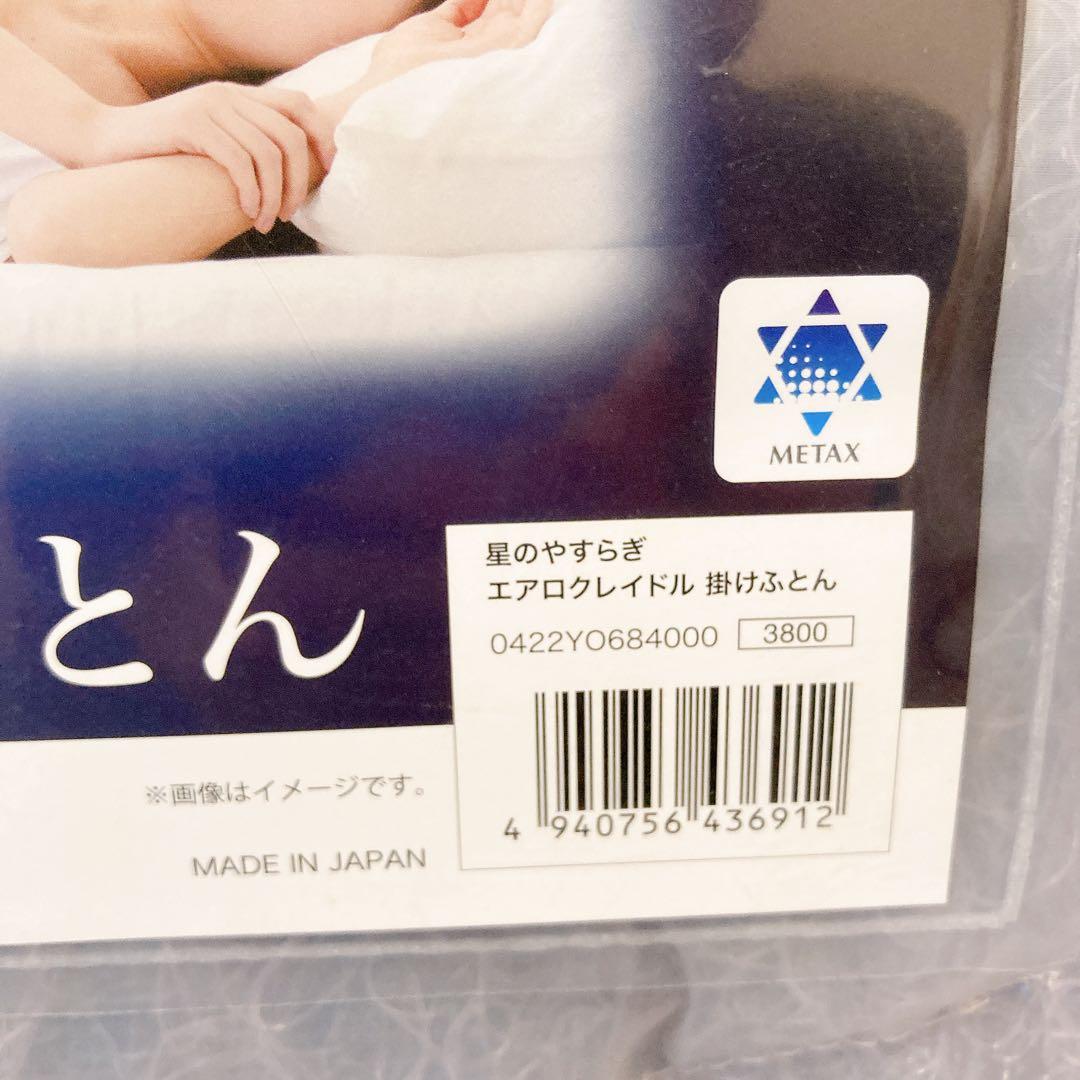 METAX
とん
星のやすらぎ
エアロクレイドル 掛けふとん
0422YO684000 3800
4 940756 436912
※画像はイメージです。
MADE IN JAPAN